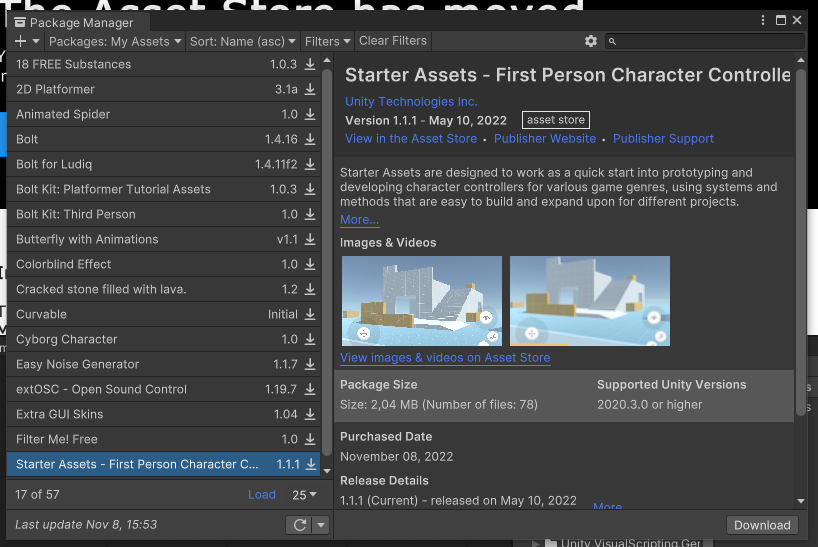 The Asset Store has moved
Package Manager
Packages: My Assets
Sort: Name (asc)
Filters
Clear Filters
18 FREE Substances 1.0.3
2D Platformer 3.1a
Animated Spider 1.0
Bolt 1.4.16
Bolt for Ludiq 1.4.11f2
Bolt Kit: Platformer Tutorial Assets 1.0.3
Bolt Kit: Third Person 1.0
Butterfly with Animations v1.1
Colorblind Effect 1.0
Cracked stone filled with lava. 1.2
Curvable Initial
Cyborg Character 1.0
Easy Noise Generator 1.1.7
extOSC - Open Sound Control 1.19.7
Extra GUI Skins 1.04
Filter Me! Free 1.0
Starter Assets - First Person Character C... 1.1.1
17 of 57 Load 25
Last update Nov 8, 15:53
Starter Assets - First Person Character Controlle
Unity Technologies Inc.
Version 1.1.1 - May 10, 2022 asset store
View in the Asset Store • Publisher Website • Publisher Support
Starter Assets are designed to work as a quick start into prototyping and
developing character controllers for various game genres, using systems and
methods that are easy to build and expand upon for different projects.
More...
Images & Videos
View images & videos on Asset Store
Package Size Supported Unity Versions
Size: 2,04 MB (Number of files: 78) 2020.3.0 or higher
Purchased Date
November 08, 2022
Release Details
1.1.1 (Current) - released on May 10, 2022 More
Download
Unity.VisualScripting.Ger